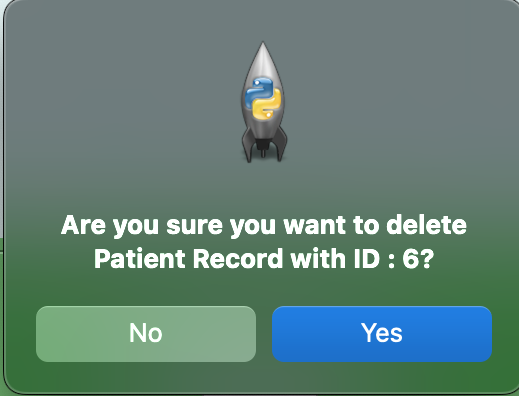 Are you sure you want to delete
Patient Record with ID : 6?
No
Yes